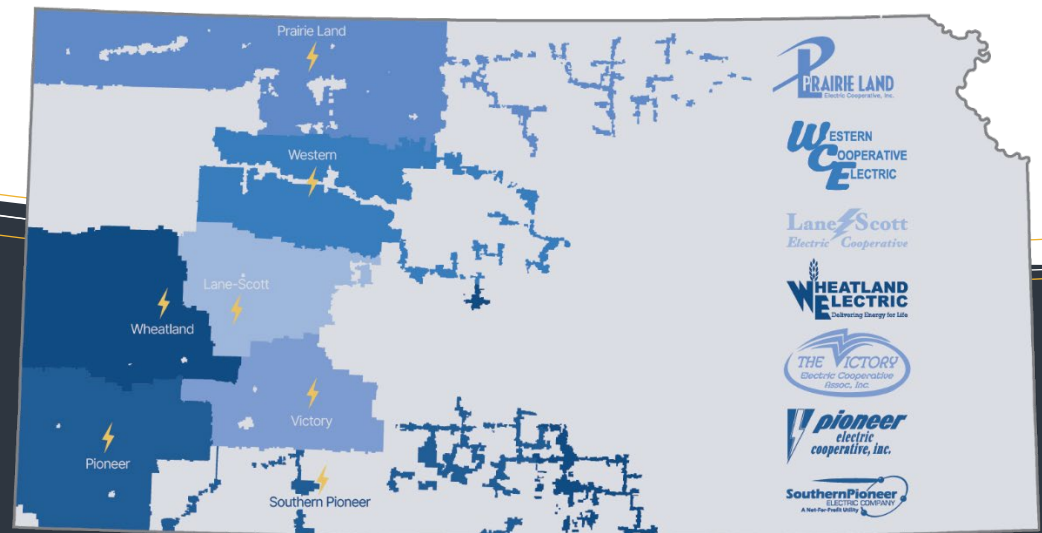 Prairie Land
Western
Lane-Scott
Wheatland
Victory
Pioneer
Southern Pioneer
PRAIRIE LAND
Electric Cooperative, Inc.
WESTERN
COOPERATIVE
ELECTRIC
Lane Scott
Electric Cooperative
WHEATLAND
ELECTRIC
Delivering Energy for Life
THE VICTORY
Electric Cooperative
Assoc. Inc.
pioneer
electric
cooperative, inc.
SouthernPioneer
ELECTRIC COMPANY
A Not-For-Profit Utility